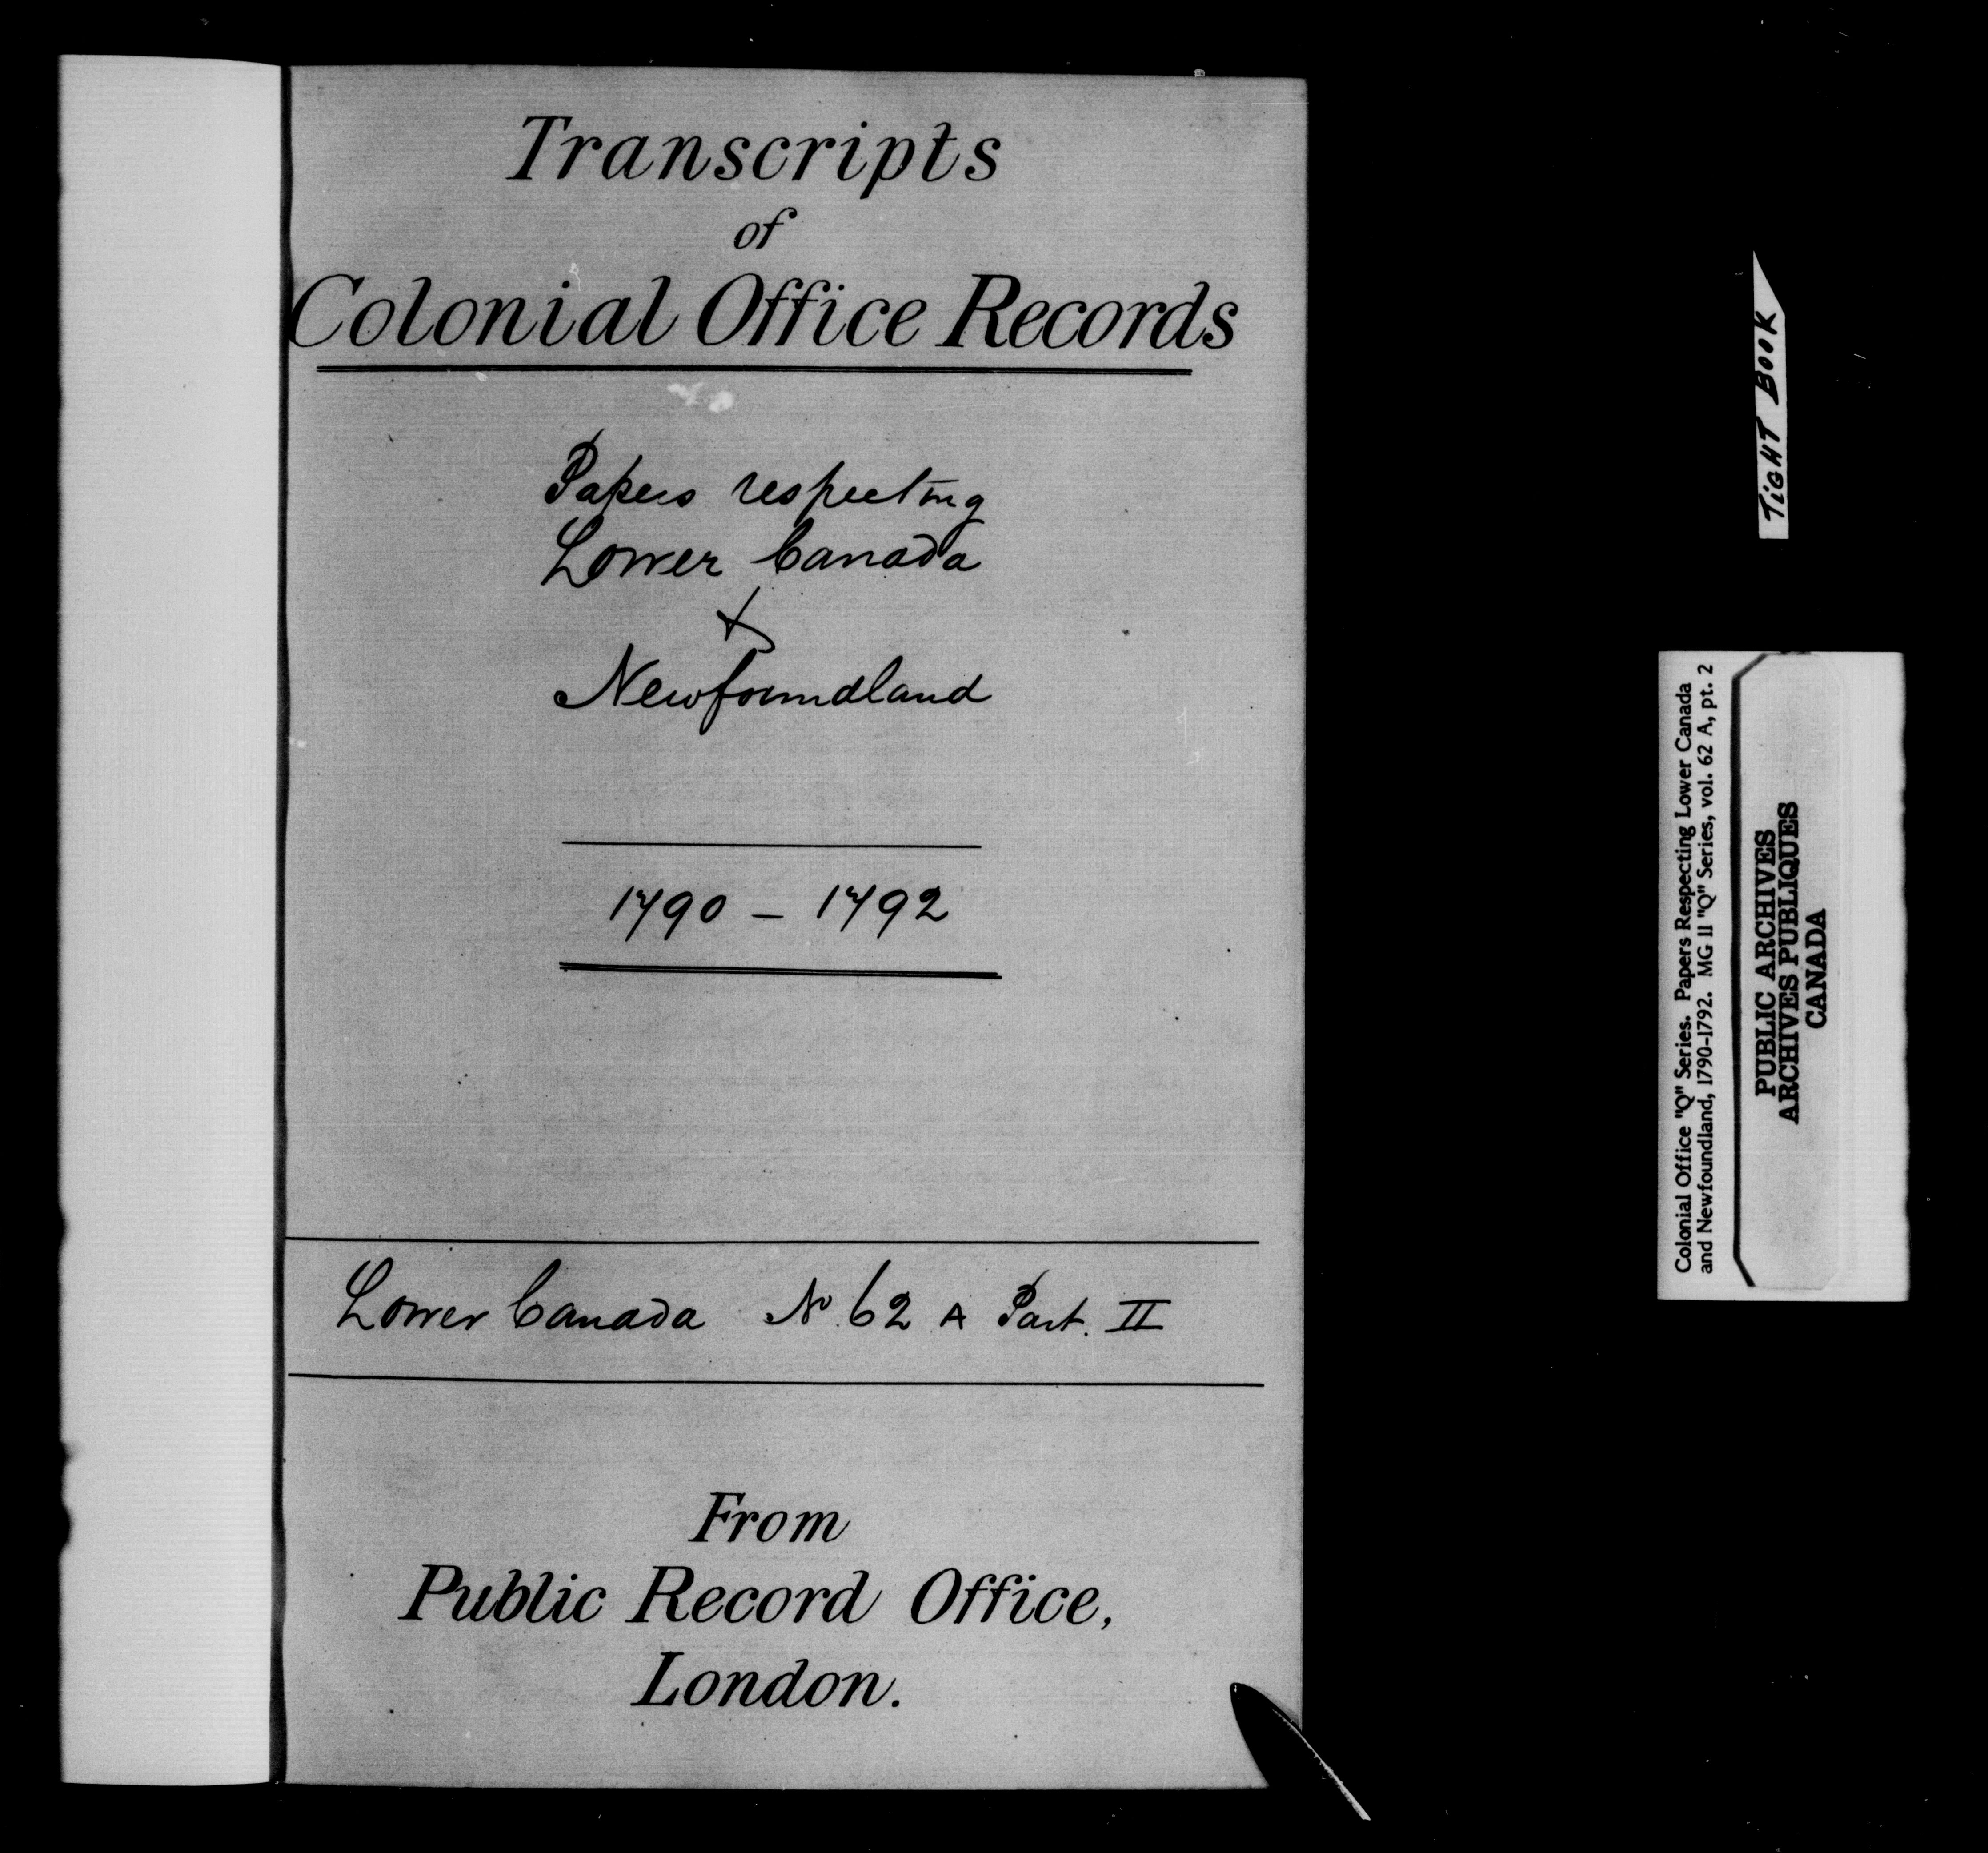 Transcripts
of
Colonial Office Records
Papers respecting
Lower Canada
&
Newfoundland
1790 - 1792
Lower Canada No 62 A Part. II
From
Public Record Office,
London.
TiGHT BOOK
Colonial Office "Q" Series. Papers Respecting Lower Canada
and Newfoundland, 1790-1792. MG 11 "Q" Series, vol. 62 A, pt. 2
PUBLIC ARCHIVES
ARCHIVES PUBLIQUES
CANADA